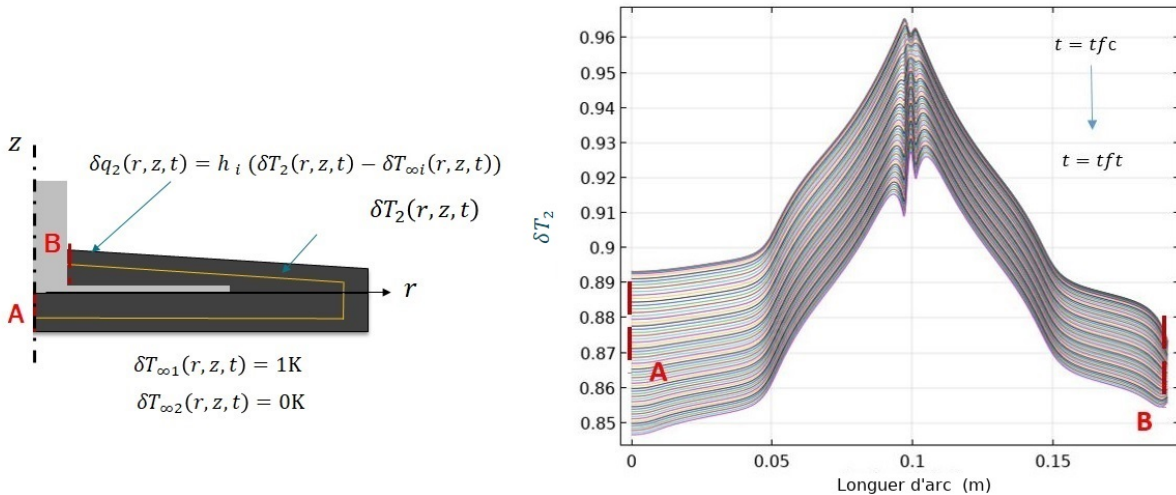 z
δq₂(r, z, t) = h ᵢ (δT₂(r, z, t) − δT∞ᵢ(r, z, t))
δT₂(r, z, t)
B
r
A
δT∞₁(r, z, t) = 1K
δT∞₂(r, z, t) = 0K
0.96
0.95
0.94
0.93
0.92
0.91
0.9
0.89
0.88
0.87
0.86
0.85
δT₂
t = tfc
t = tft
A
B
0
0.05
0.1
0.15
Longuer d'arc (m)